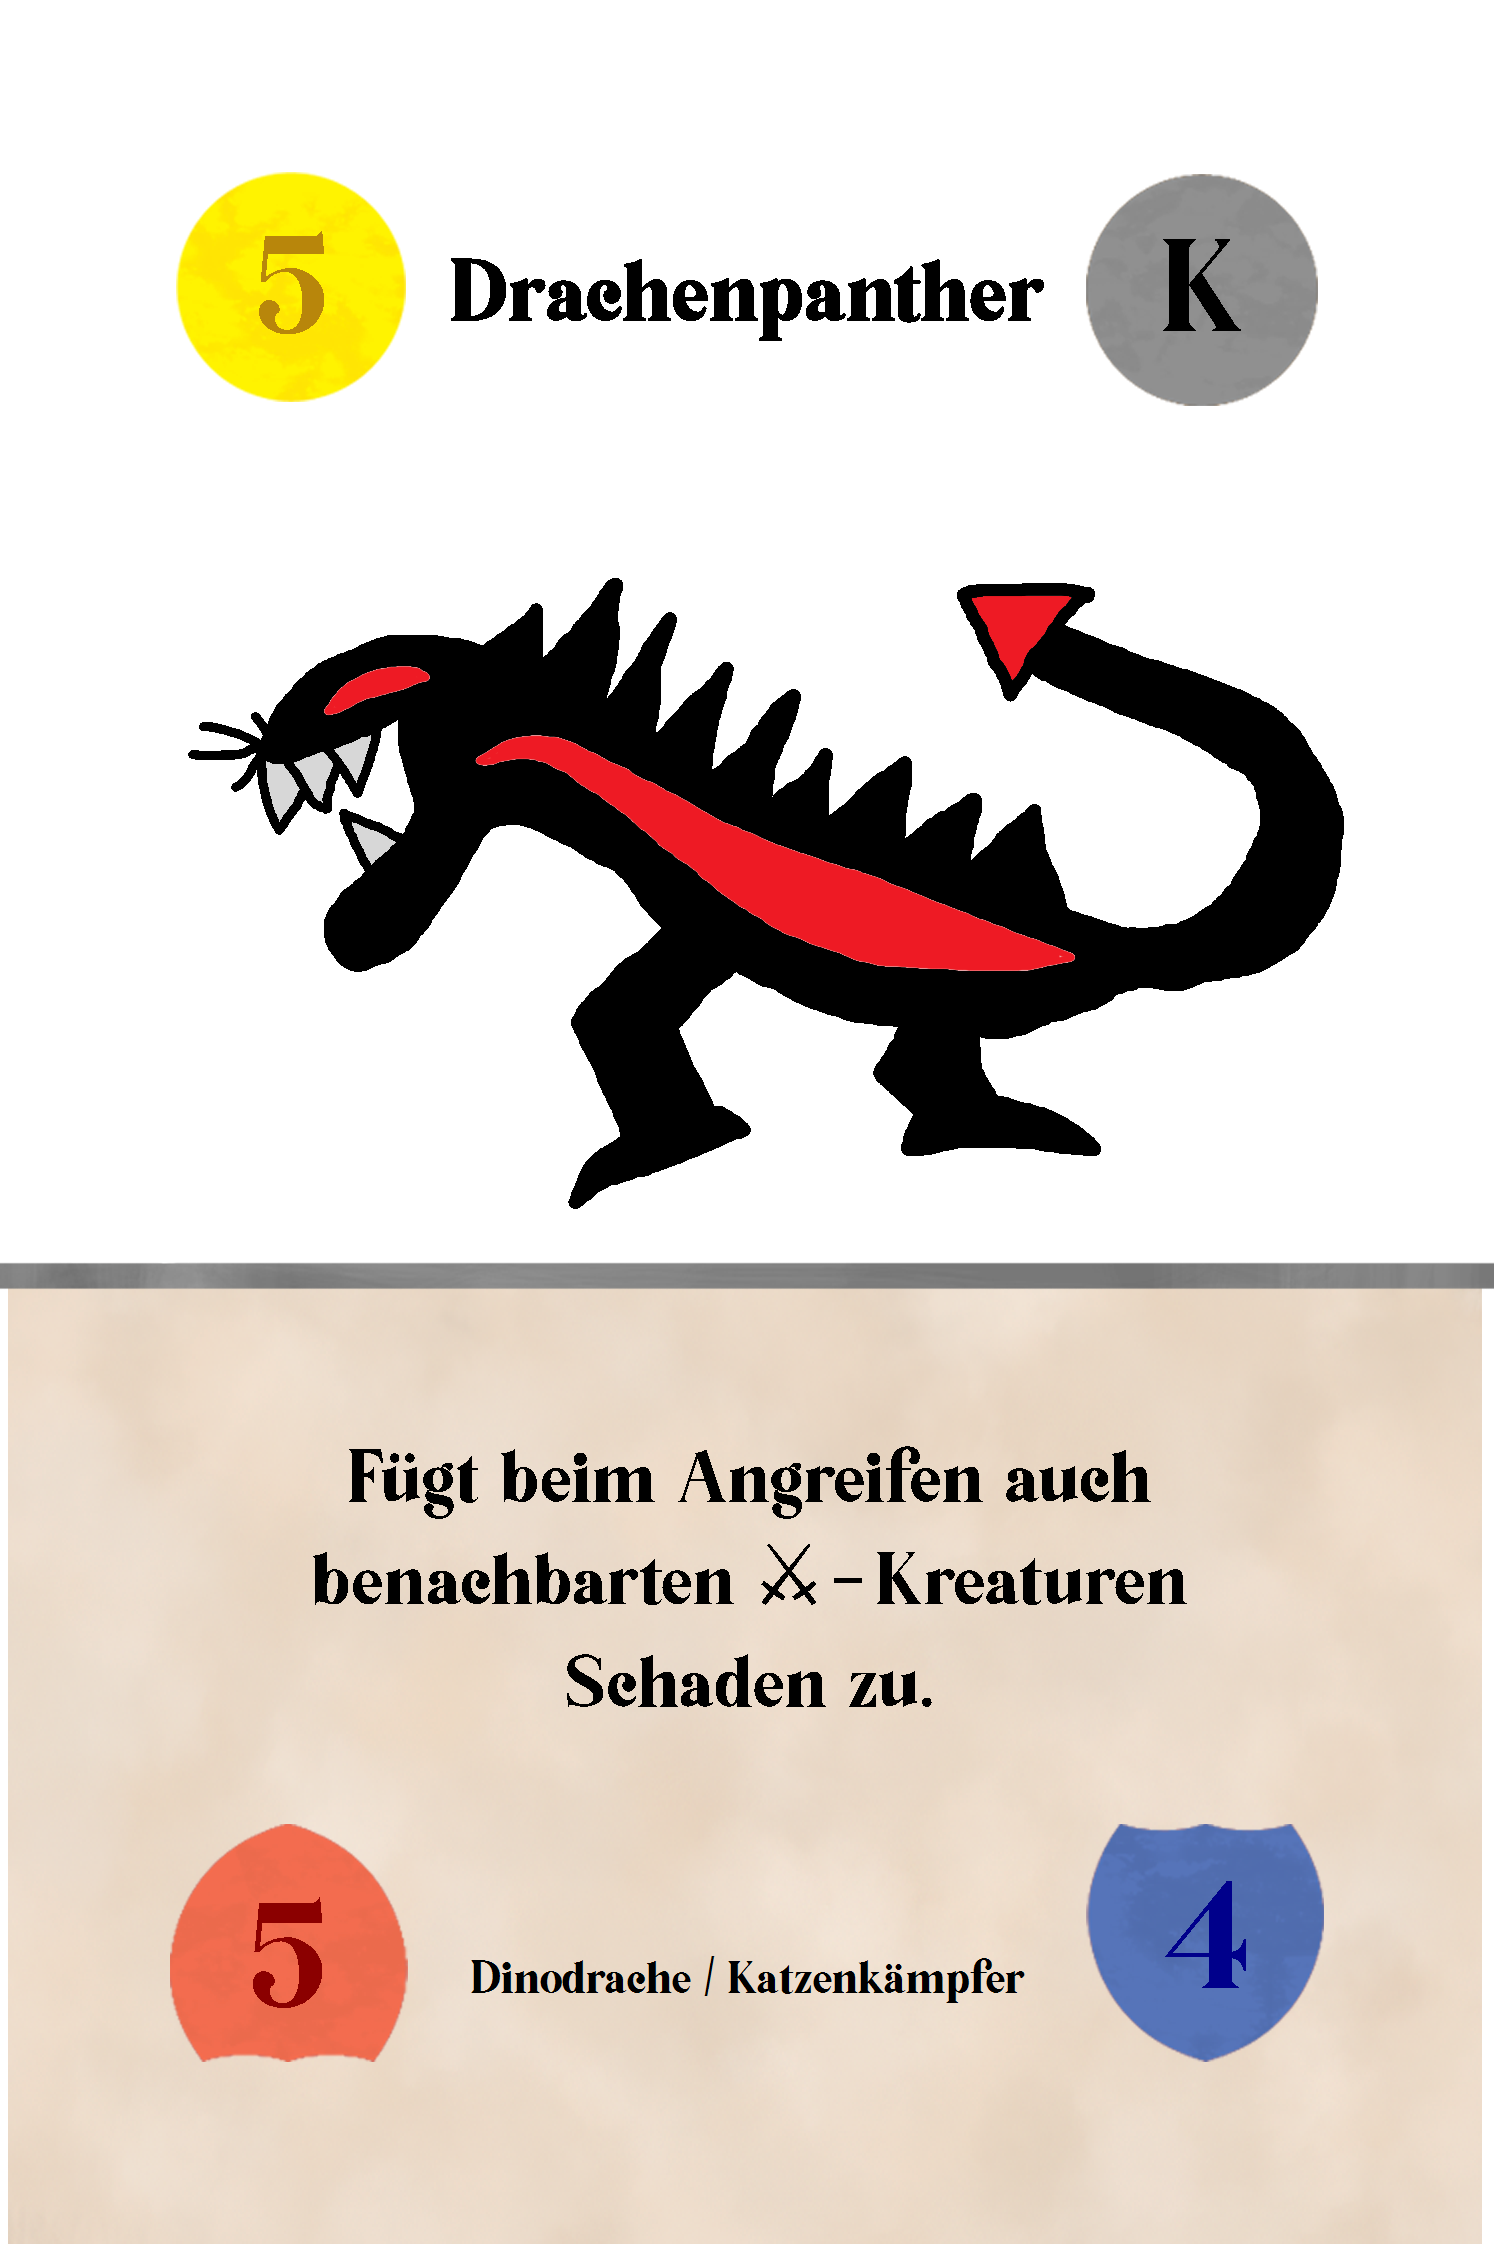 5 Drachenpanther K
Fügt beim Angreifen auch
benachbarten ⚔-Kreaturen
Schaden zu.
5 Dinodrache / Katzenkämpfer 4